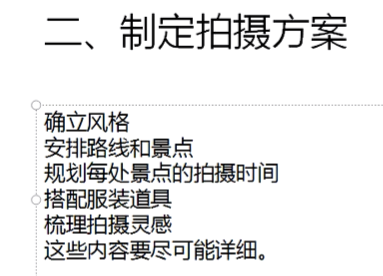 二、制定拍摄方案
确立风格
安排路线和景点
规划每处景点的拍摄时间
搭配服装道具
梳理拍摄灵感
这些内容要尽可能详细。